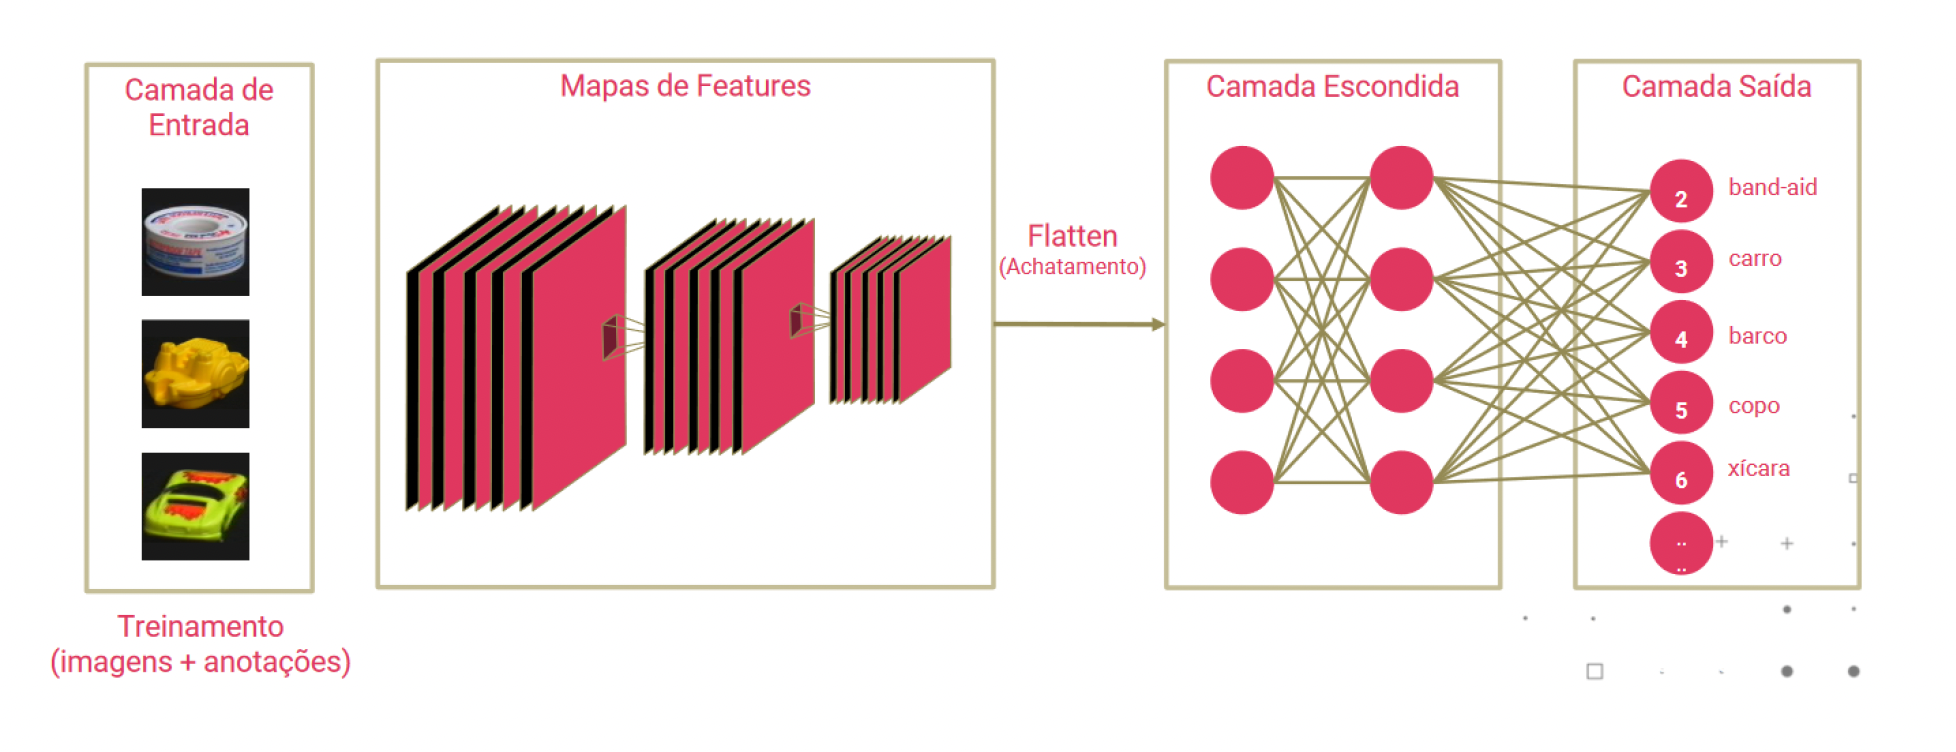 Camada de
Entrada
Mapas de Features
Camada Escondida
Camada Saída
Flatten
(Achatamento)
2 band-aid
3 carro
4 barco
5 copo
6 xícara
..
..
Treinamento
(imagens + anotações)